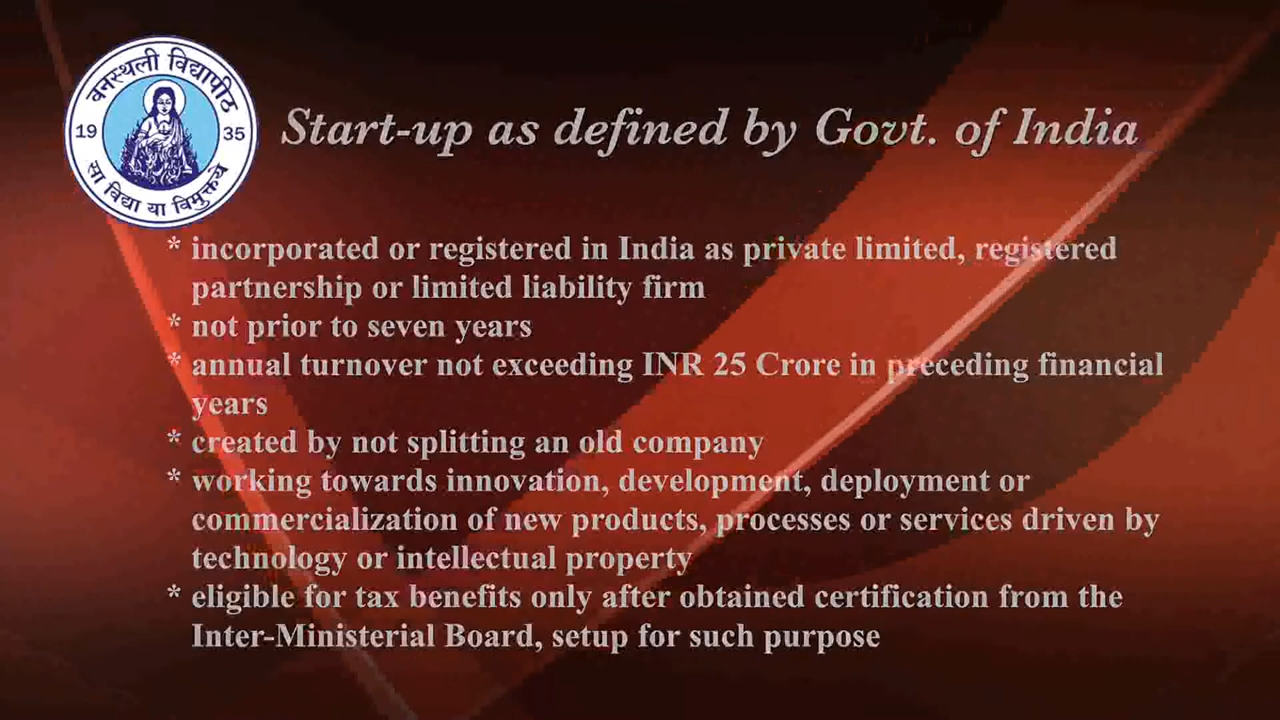 वनस्थली विद्यापीठ
19 35
सा विद्या या विमुक्तये
Start-up as defined by Govt. of India
* incorporated or registered in India as private limited, registered
partnership or limited liability firm
* not prior to seven years
* annual turnover not exceeding INR 25 Crore in preceding financial
years
* created by not splitting an old company
* working towards innovation, development, deployment or
commercialization of new products, processes or services driven by
technology or intellectual property
* eligible for tax benefits only after obtained certification from the
Inter-Ministerial Board, setup for such purpose